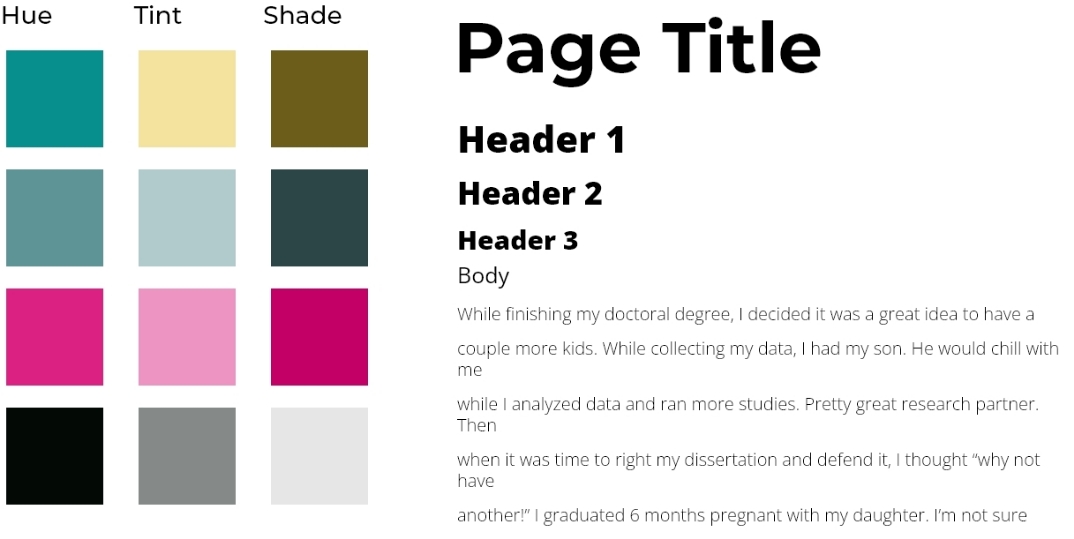 Hue Tint Shade
Page Title
Header 1
Header 2
Header 3
Body
While finishing my doctoral degree, I decided it was a great idea to have a
couple more kids. While collecting my data, I had my son. He would chill with
me
while I analyzed data and ran more studies. Pretty great research partner.
Then
when it was time to right my dissertation and defend it, I thought “why not
have
another!” I graduated 6 months pregnant with my daughter. I’m not sure